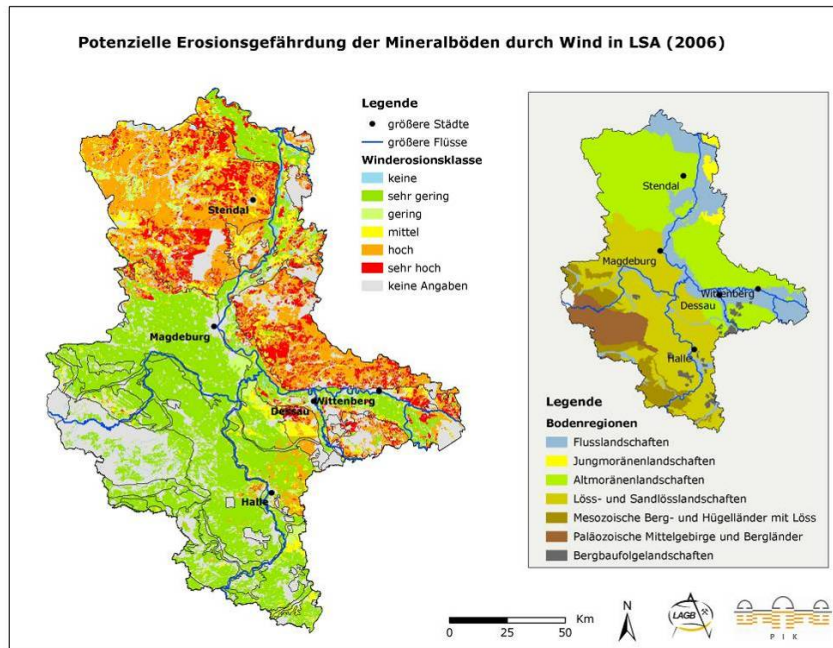 Potenzielle Erosionsgefährdung der Mineralböden durch Wind in LSA (2006)
Legende
größere Städte
größere Flüsse
Winderosionsklasse
keine
sehr gering
gering
mittel
hoch
sehr hoch
keine Angaben
Stendal
Magdeburg
Dessau
Wittenberg
Halle
Stendal
Magdeburg
Wittenberg
Dessau
Halle
Legende
Bodenregionen
Flusslandschaften
Jungmoränenlandschaften
Altmoränenlandschaften
Löss- und Sandlösslandschaften
Mesozoische Berg- und Hügelländer mit Löss
Paläozoische Mittelgebirge und Bergländer
Bergbaufolgelandschaften
Km
0 25 50
N
LAGB
P I K